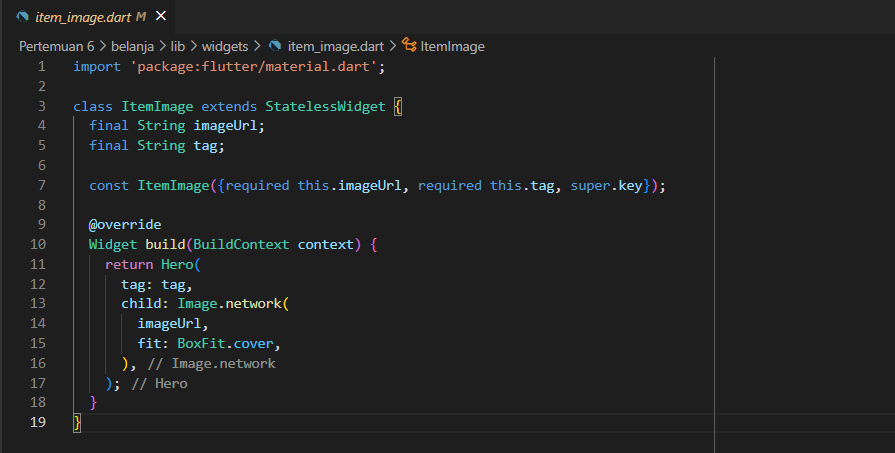 item_image.dart M ×
Pertemuan 6 > belanja > lib > widgets > item_image.dart > ItemImage
1 import 'package:flutter/material.dart';
2
3 class ItemImage extends StatelessWidget {
4   final String imageUrl;
5   final String tag;
6
7   const ItemImage({required this.imageUrl, required this.tag, super.key});
8
9   @override
10   Widget build(BuildContext context) {
11     return Hero(
12       tag: tag,
13       child: Image.network(
14         imageUrl,
15         fit: BoxFit.cover,
16       ), // Image.network
17     ); // Hero
18   }
19 }